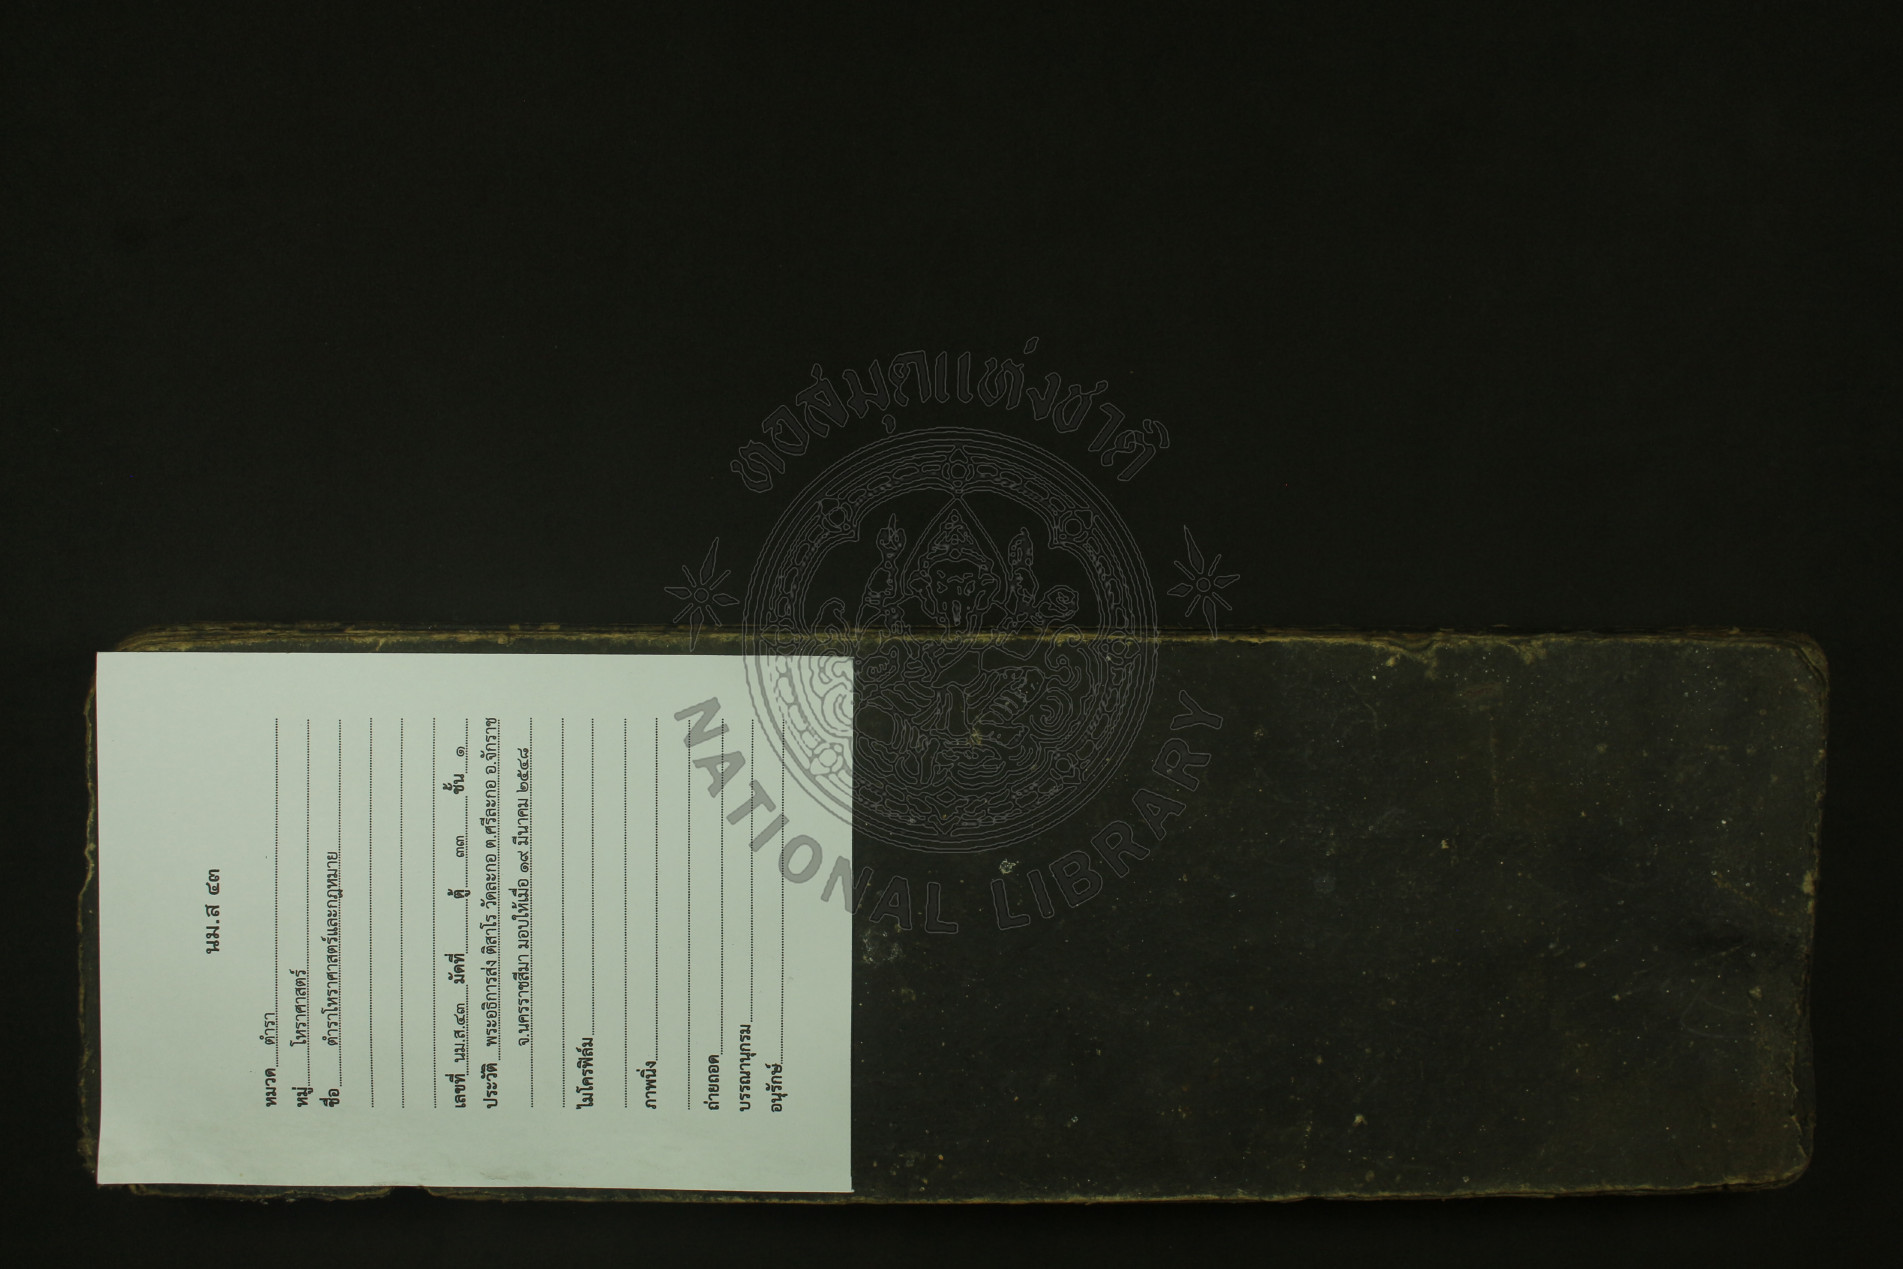 นม.ส ๔๓
หมวด ตำรา
หมู่ โหราศาสตร์
ชื่อ ตำราโหราศาสตร์และกฎหมาย
เลขที่ นม.ส.๔๓ มัดที่ ตู้ ๓๓ ชั้น ๑
ประวัติ พระอธิการส่ง ติสาโร วัดละกอ ต.ศรีละกอ อ.จักราช
จ.นครราชสีมา มอบให้เมื่อ ๑๙ มีนาคม ๒๕๔๘
ไมโครฟิล์ม
ภาพนิ่ง
ถ่ายถอด
บรรณานุกรม
อนุรักษ์
หอสมุดแห่งชาติ
NATIONAL LIBRARY